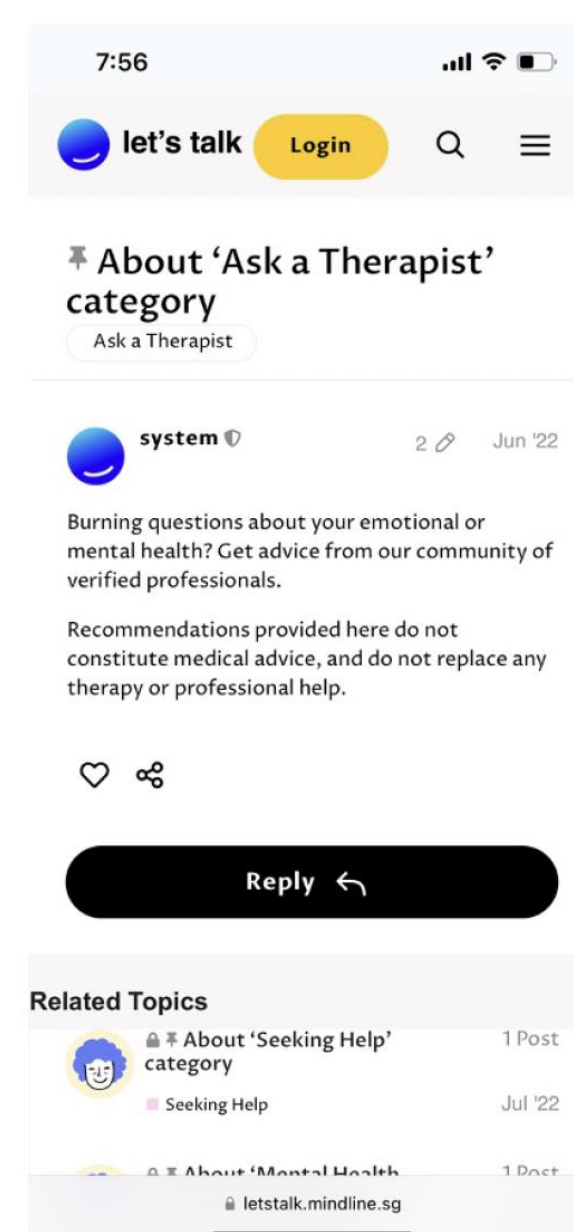 7:56
let's talk
Login
About ‘Ask a Therapist’
category
Ask a Therapist
system
2
Jun '22
Burning questions about your emotional or
mental health? Get advice from our community of
verified professionals.
Recommendations provided here do not
constitute medical advice, and do not replace any
therapy or professional help.
Reply
Related Topics
About ‘Seeking Help’
category
1 Post
Seeking Help
Jul '22
About ‘Mental Health
1 Post
letstalk.mindline.sg